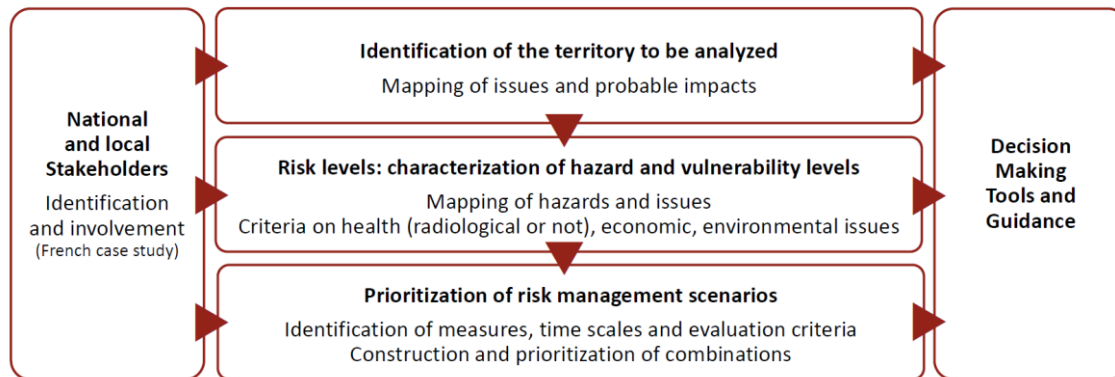 National
and local
Stakeholders
Identification
and involvement
(French case study)
Identification of the territory to be analyzed
Mapping of issues and probable impacts
Risk levels: characterization of hazard and vulnerability levels
Mapping of hazards and issues
Criteria on health (radiological or not), economic, environmental issues
Prioritization of risk management scenarios
Identification of measures, time scales and evaluation criteria
Construction and prioritization of combinations
Decision
Making
Tools and
Guidance